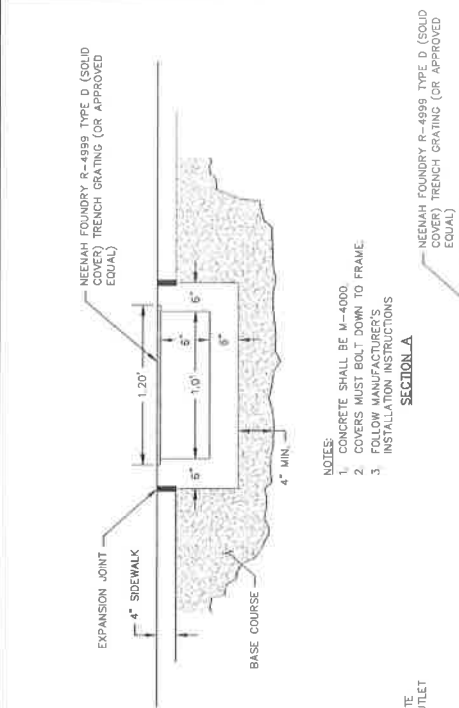 NEENAH FOUNDRY R-4999 TYPE D (SOLID
COVER) TRENCH GRATING (OR APPROVED
EQUAL)
EXPANSION JOINT
4" SIDEWALK
1.20'
6"
1.0'
6"
6"
6"
BASE COURSE
4" MIN.
NOTES:
1. CONCRETE SHALL BE M-4000.
2. COVERS MUST BOLT DOWN TO FRAME.
3. FOLLOW MANUFACTURER'S
INSTALLATION INSTRUCTIONS
SECTION A
NEENAH FOUNDRY R-4999 TYPE D (SOLID
COVER) TRENCH GRATING (OR APPROVED
EQUAL)